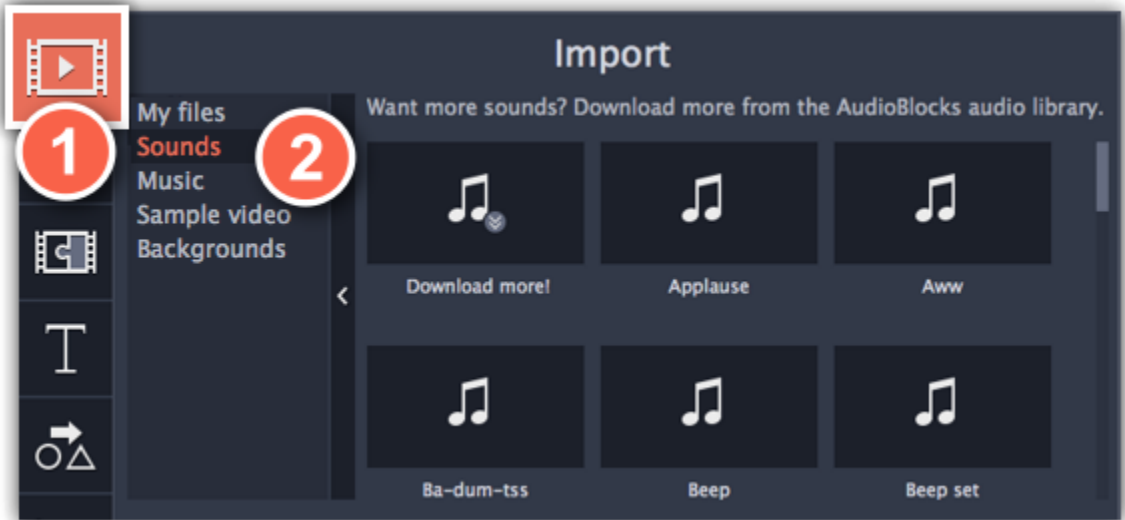 Import
Want more sounds? Download more from the AudioBlocks audio library.
1
My files
Sounds
2
Music
Sample video
Backgrounds
<
Download more!
Applause
Aww
T
Ba-dum-tss
Beep
Beep set